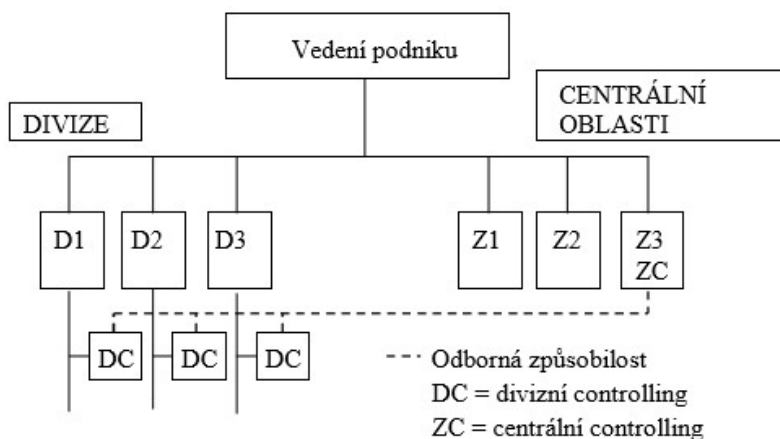 Vedení podniku
DIVIZE
CENTRÁLNÍ
OBLASTI
D1
D2
D3
Z1
Z2
Z3
ZC
DC
DC
DC
Odborná způsobilost
DC = divizní controlling
ZC = centrální controlling